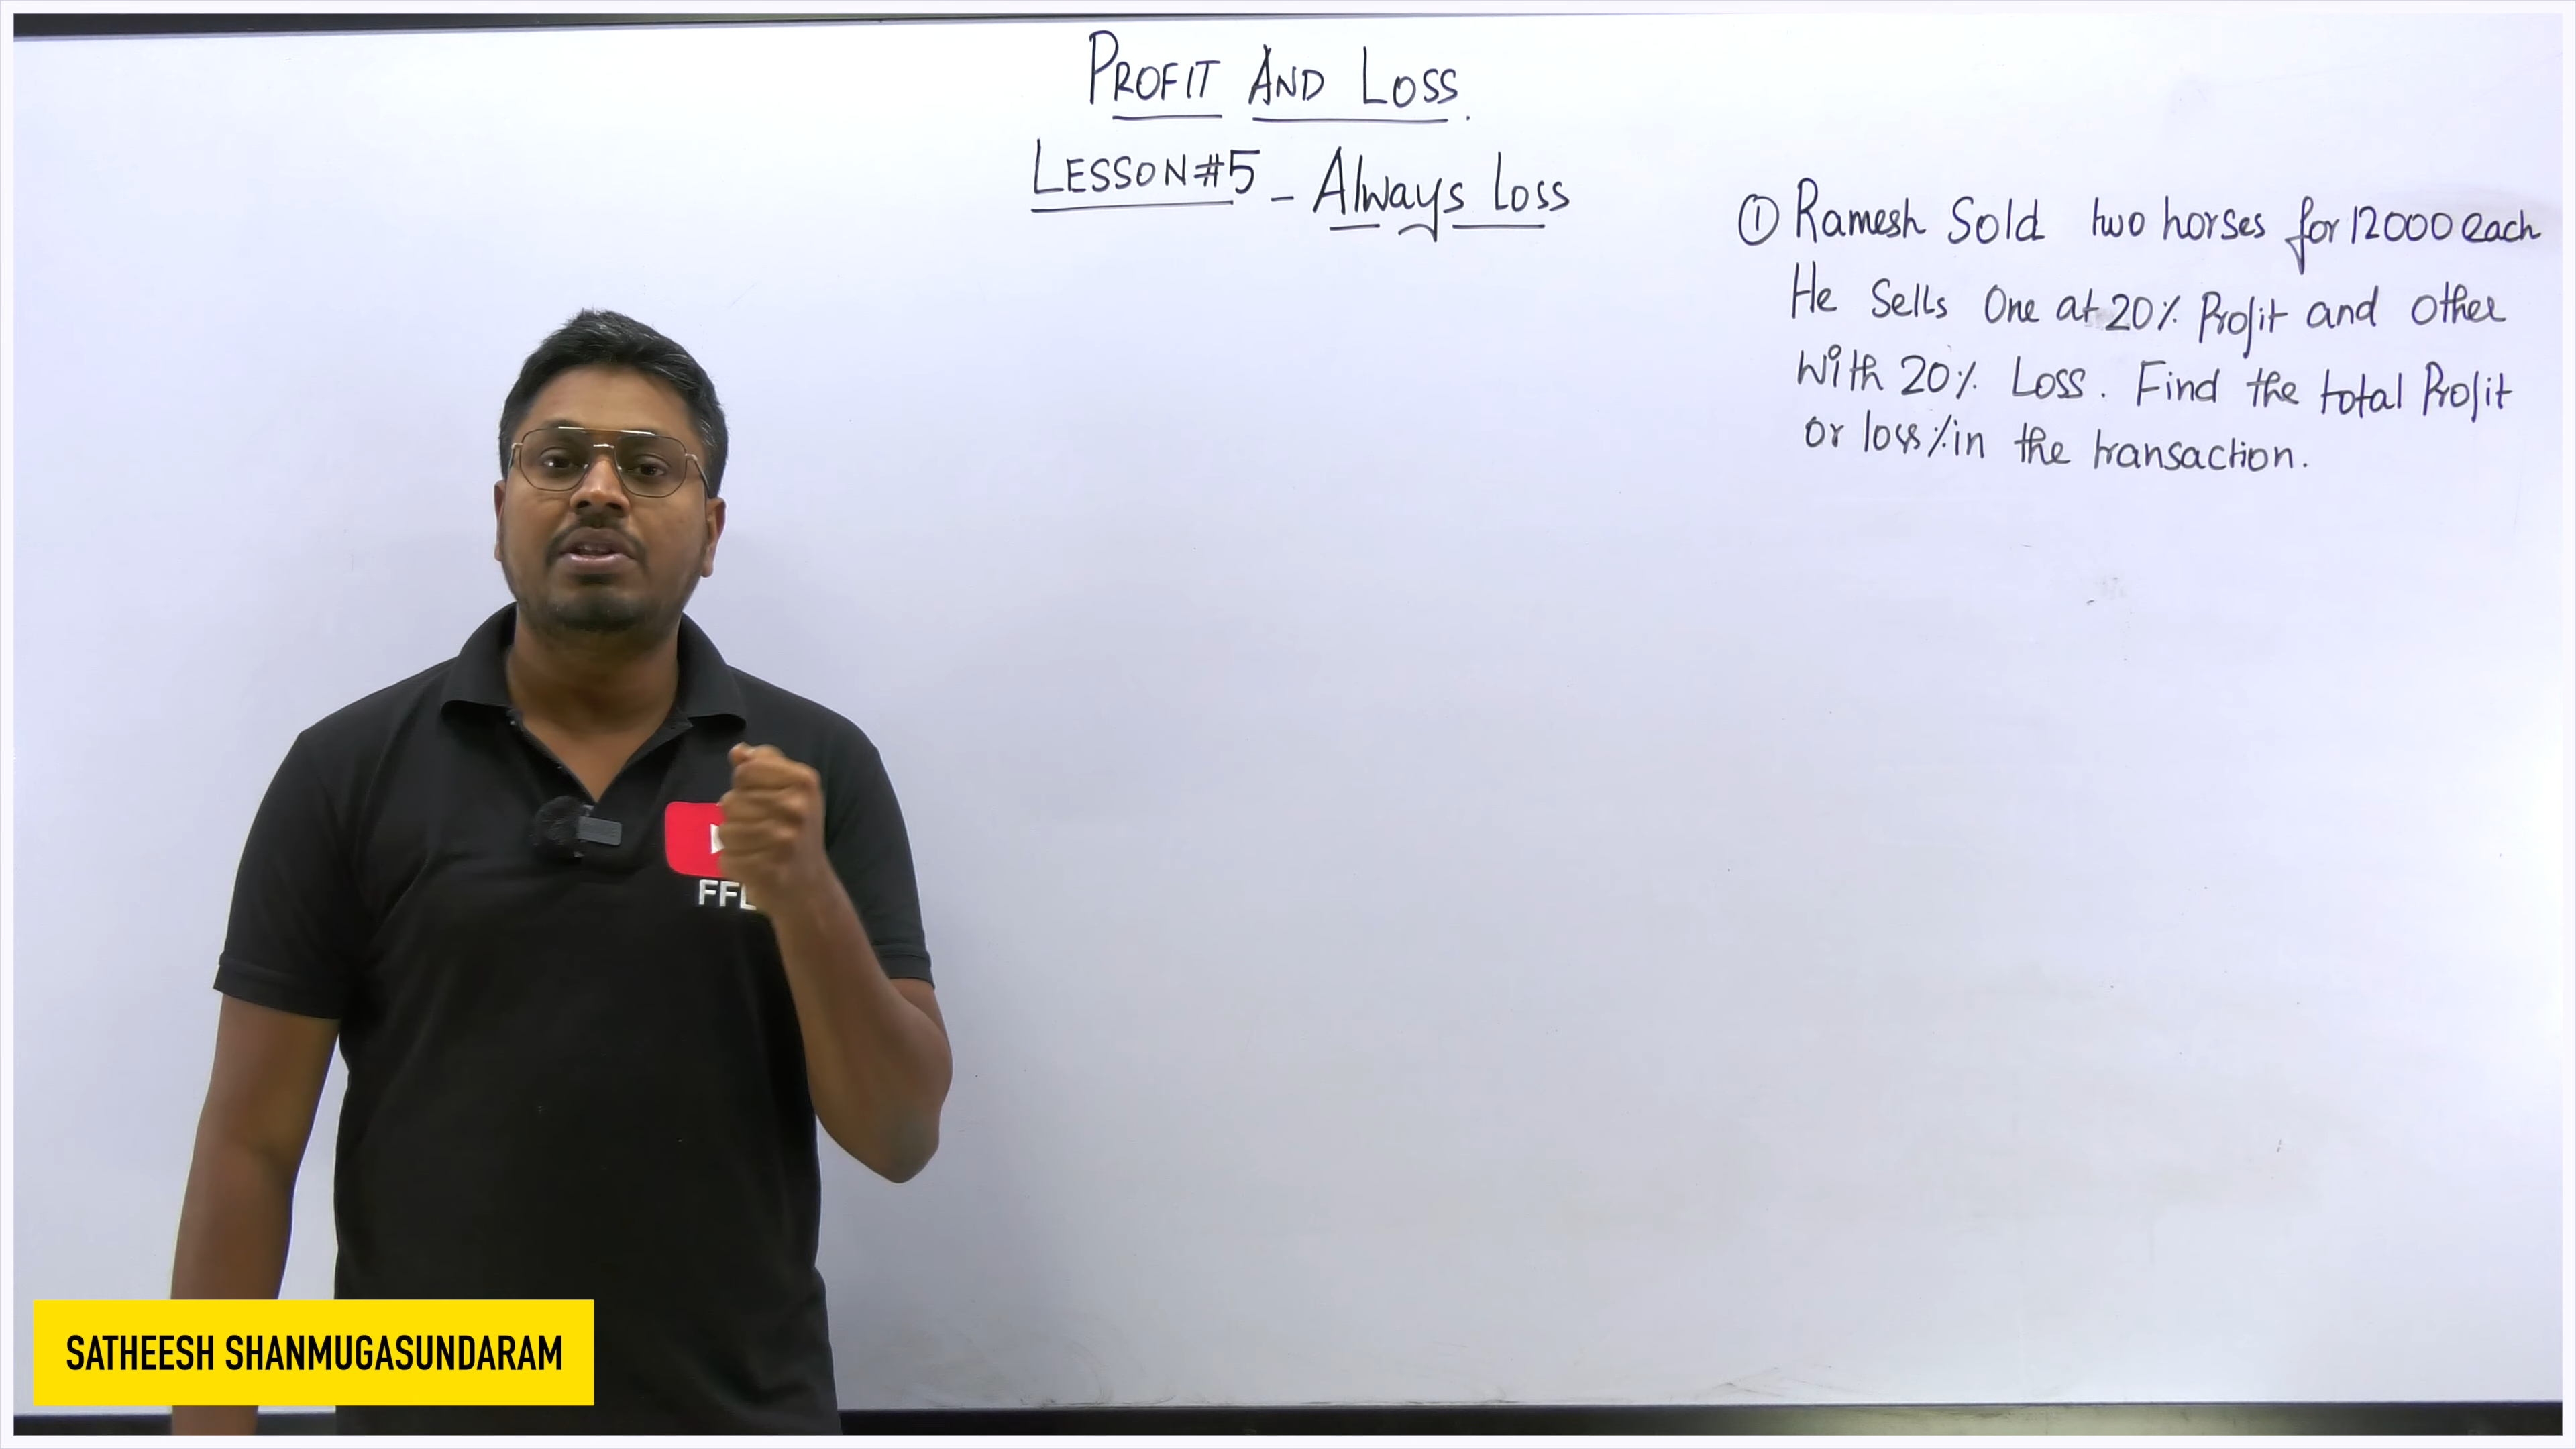 PROFIT AND LOSS.
LESSON#5 - Always Loss
① Ramesh Sold two horses for 12000 each
He Sells One at 20% Profit and other
With 20% Loss. Find the total Profit
or loss % in the transaction.
FFL
SATHEESH SHANMUGASUNDARAM